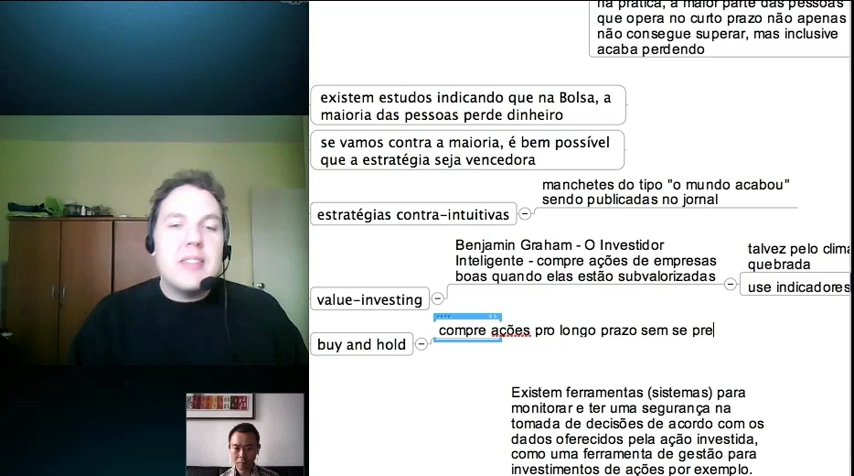 na prática, a maior parte das pessoas
que opera no curto prazo não apenas
não consegue superar, mas inclusive
acaba perdendo
existem estudos indicando que na Bolsa, a
maioria das pessoas perde dinheiro
se vamos contra a maioria, é bem possível
que a estratégia seja vencedora
manchetes do tipo "o mundo acabou"
sendo publicadas no jornal
estratégias contra-intuitivas
Benjamin Graham - O Investidor
Inteligente - compre ações de empresas
boas quando elas estão subvalorizadas
talvez pelo clima
quebrada
use indicadores
value-investing
compre ações pro longo prazo sem se pre
buy and hold
Existem ferramentas (sistemas) para
monitorar e ter uma segurança na
tomada de decisões de acordo com os
dados oferecidos pela ação investida,
como uma ferramenta de gestão para
investimentos de ações por exemplo.